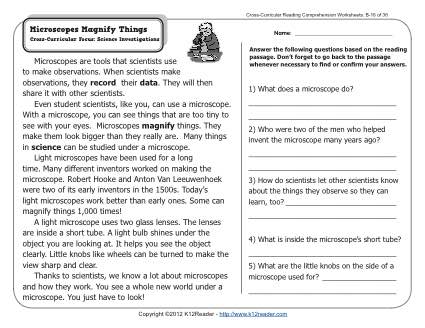 Cross-Curricular Reading Comprehension Worksheets: B-16 of 36
Microscopes Magnify Things
Cross-Curricular Focus: Science Investigations
Microscopes are tools that scientists use
to make observations. When scientists make
observations, they record their data. They will then
share it with other scientists.
Even student scientists, like you, can use a microscope.
With a microscope, you can see things that are too tiny to
see with your eyes. Microscopes magnify things. They
make them look bigger than they really are. Many things
in science can be studied under a microscope.
Light microscopes have been used for a long
time. Many different inventors worked on making the
microscope. Robert Hooke and Anton Van Leeuwenhoek
were two of its early inventors in the 1500s. Today's
light microscopes work better than early ones. Some can
magnify things 1,000 times!
A light microscope uses two glass lenses. The lenses
are inside a short tube. A light bulb shines under the
object you are looking at. It helps you see the object
clearly. Little knobs like wheels can be turned to make the
view sharp and clear.
Thanks to scientists, we know a lot about microscopes
and how they work. You see a whole new world under a
microscope. You just have to look!
Name:
Answer the following questions based on the reading
passage. Don't forget to go back to the passage
whenever necessary to find or confirm your answers.
1) What does a microscope do?
2) Who were two of the men who helped
invent the microscope many years ago?
3) How do scientists let other scientists know
about the things they observe so they can
learn, too?
4) What is inside the microscope's short tube?
5) What are the little knobs on the side of a
microscope used for?
Copyright ©2012 K12Reader - http://www.k12reader.com